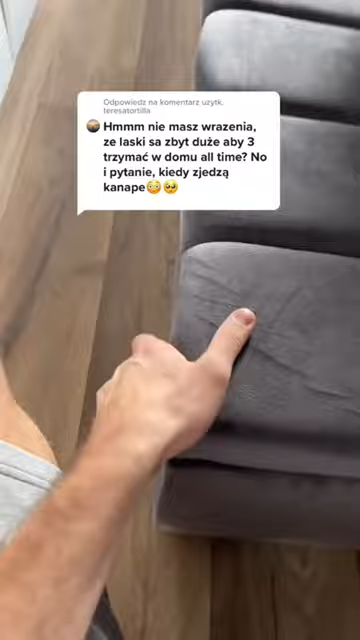 Odpowiedz na komentarz użytk.
teresatortilla
Hmmm nie masz wrazenia,
ze laski sa zbyt duże aby 3
trzymać w domu all time? No
i pytanie, kiedy zjedzą
kanape😳🥺